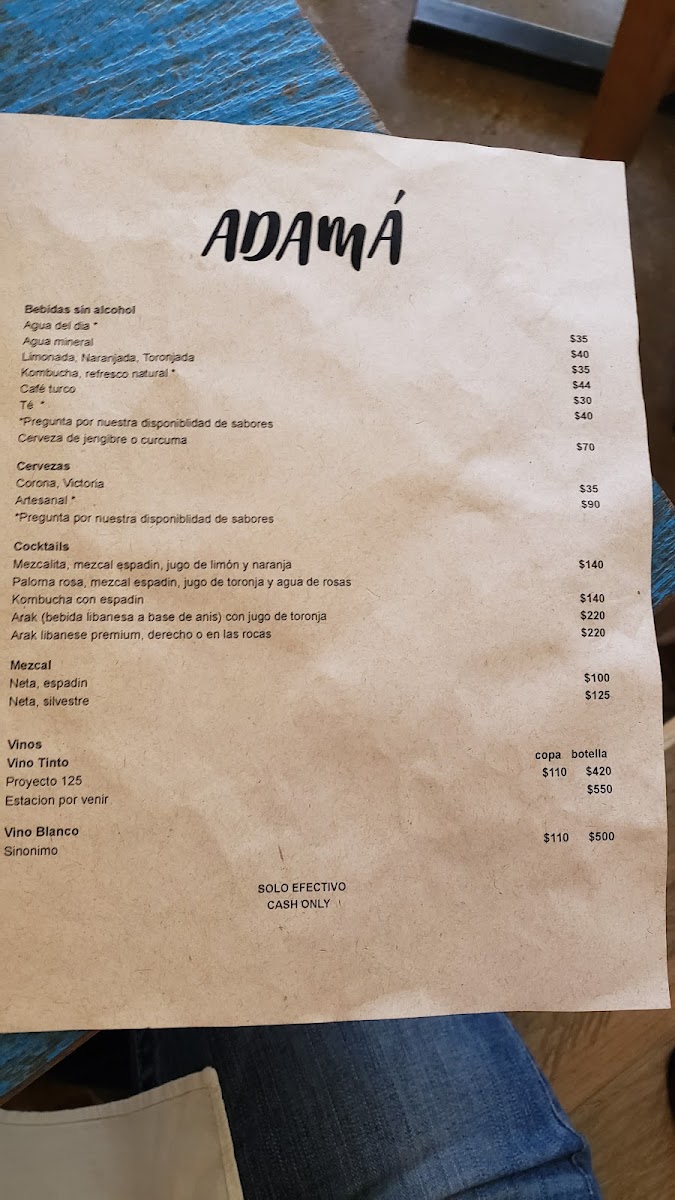 ADAMÁ
Bebidas sin alcohol
Agua del dia * $35
Agua mineral $40
Limonada, Naranjada, Toronjada $35
Kombucha, refresco natural * $44
Café turco $30
Té * $40
*Pregunta por nuestra disponiblidad de sabores
Cerveza de jengibre o curcuma $70
Cervezas
Corona, Victoria $35
Artesanal * $90
*Pregunta por nuestra disponiblidad de sabores
Cocktails
Mezcalita, mezcal espadin, jugo de limón y naranja $140
Paloma rosa, mezcal espadin, jugo de toronja y agua de rosas
Kombucha con espadin $140
Arak (bebida libanesa a base de anis) con jugo de toronja $220
Arak libanese premium, derecho o en las rocas $220
Mezcal
Neta, espadin $100
Neta, silvestre $125
Vinos
Vino Tinto copa botella
Proyecto 125 $110 $420
Estacion por venir $550
Vino Blanco
Sinonimo $110 $500
SOLO EFECTIVO
CASH ONLY